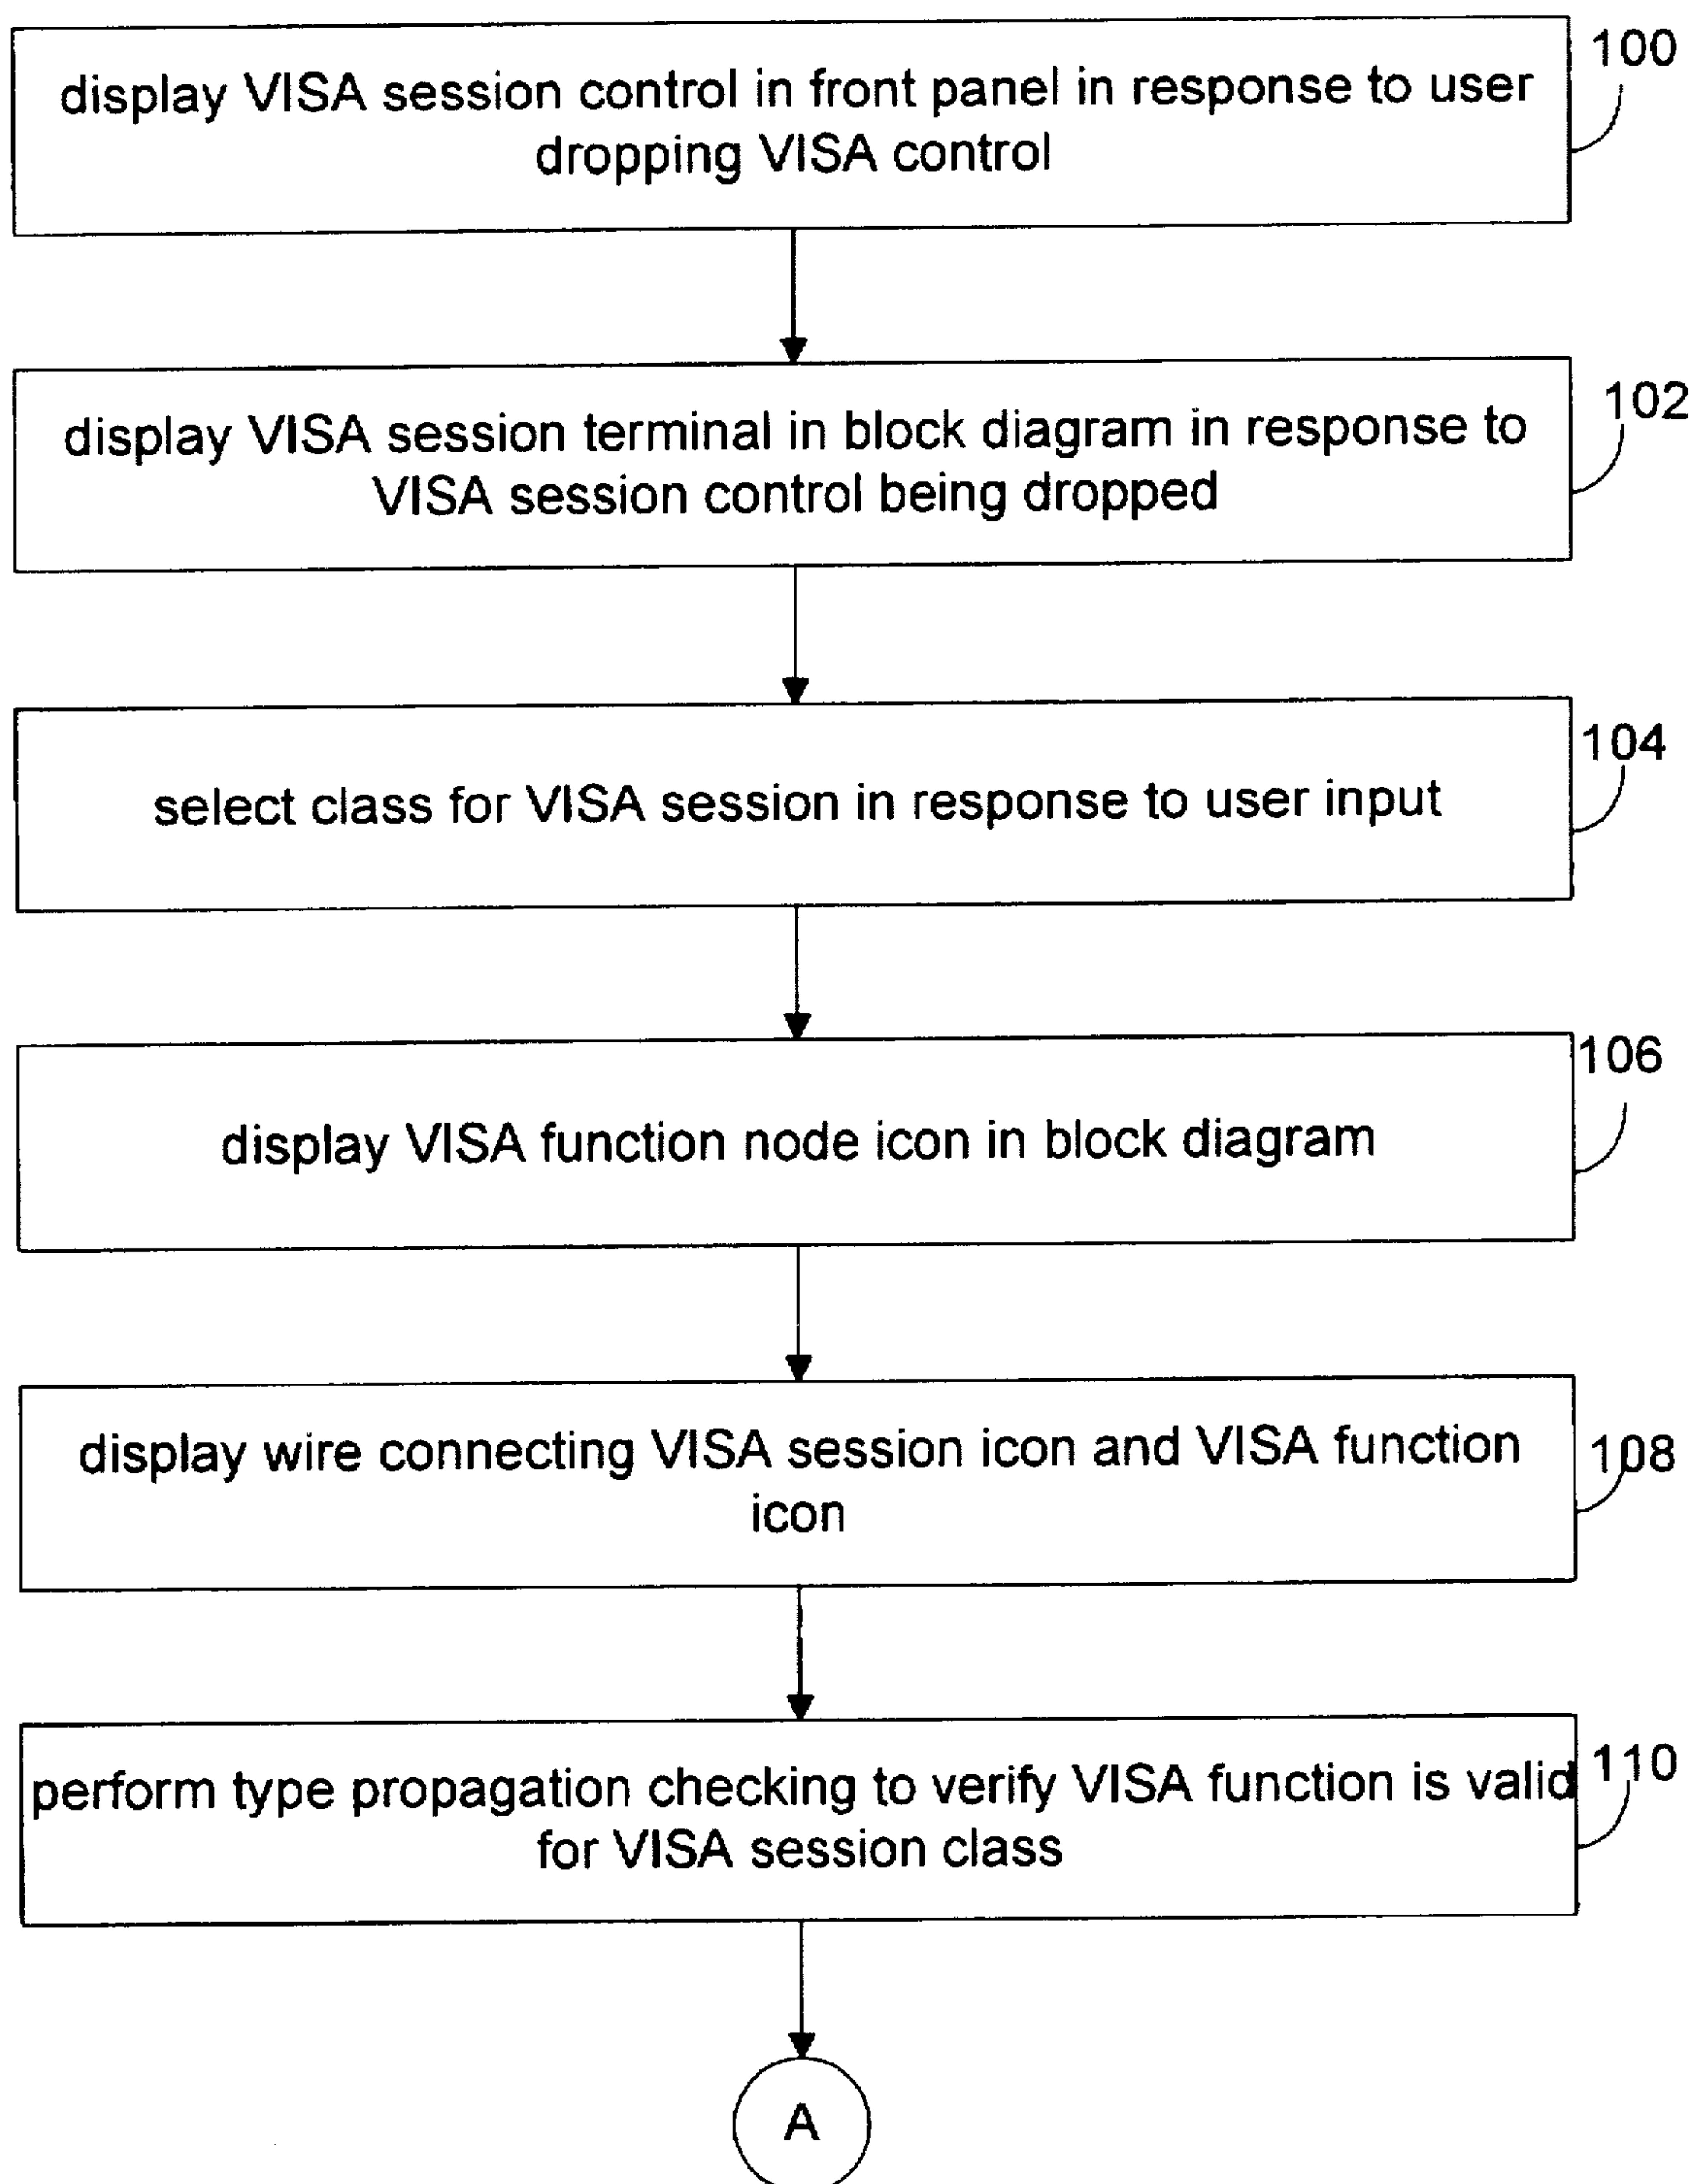 100
display VISA session control in front panel in response to user
dropping VISA control
102
display VISA session terminal in block diagram in response to
VISA session control being dropped
104
select class for VISA session in response to user input
106
display VISA function node icon in block diagram
108
display wire connecting VISA session icon and VISA function
icon
110
perform type propagation checking to verify VISA function is valid
for VISA session class
A